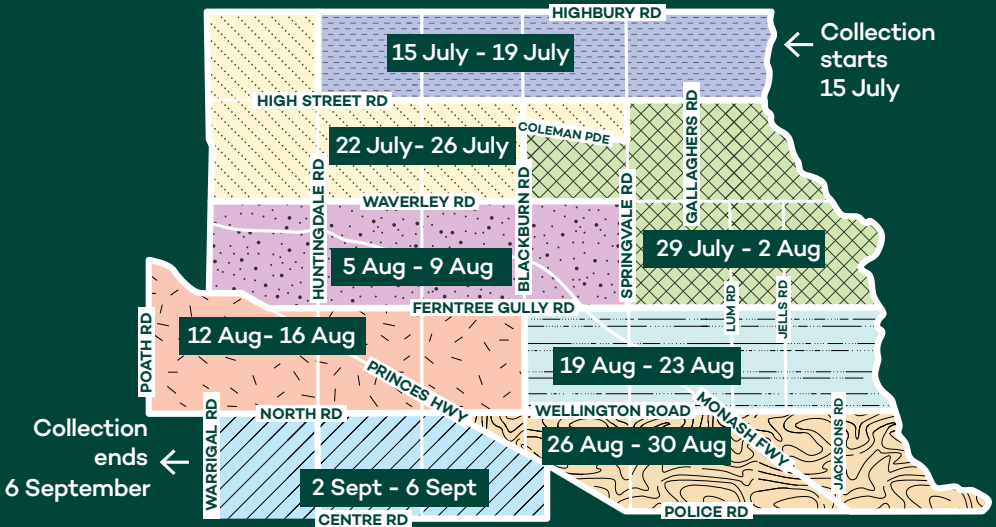 HIGHBURY RD
Collection
starts
15 July
15 July - 19 July
HIGH STREET RD
GALLAGHERS RD
COLEMAN PDE
22 July- 26 July
HUNTINGDALE RD
BLACKBURN RD
SPRINGVALE RD
WAVERLEY RD
29 July - 2 Aug
5 Aug - 9 Aug
LUM RD
JELLS RD
FERNTREE GULLY RD
POATH RD
12 Aug- 16 Aug
19 Aug - 23 Aug
PRINCES HWY
NORTH RD
WELLINGTON ROAD
MONASH FWY
WARRIGAL RD
JACKSONS RD
Collection
ends
6 September
26 Aug - 30 Aug
2 Sept - 6 Sept
CENTRE RD
POLICE RD